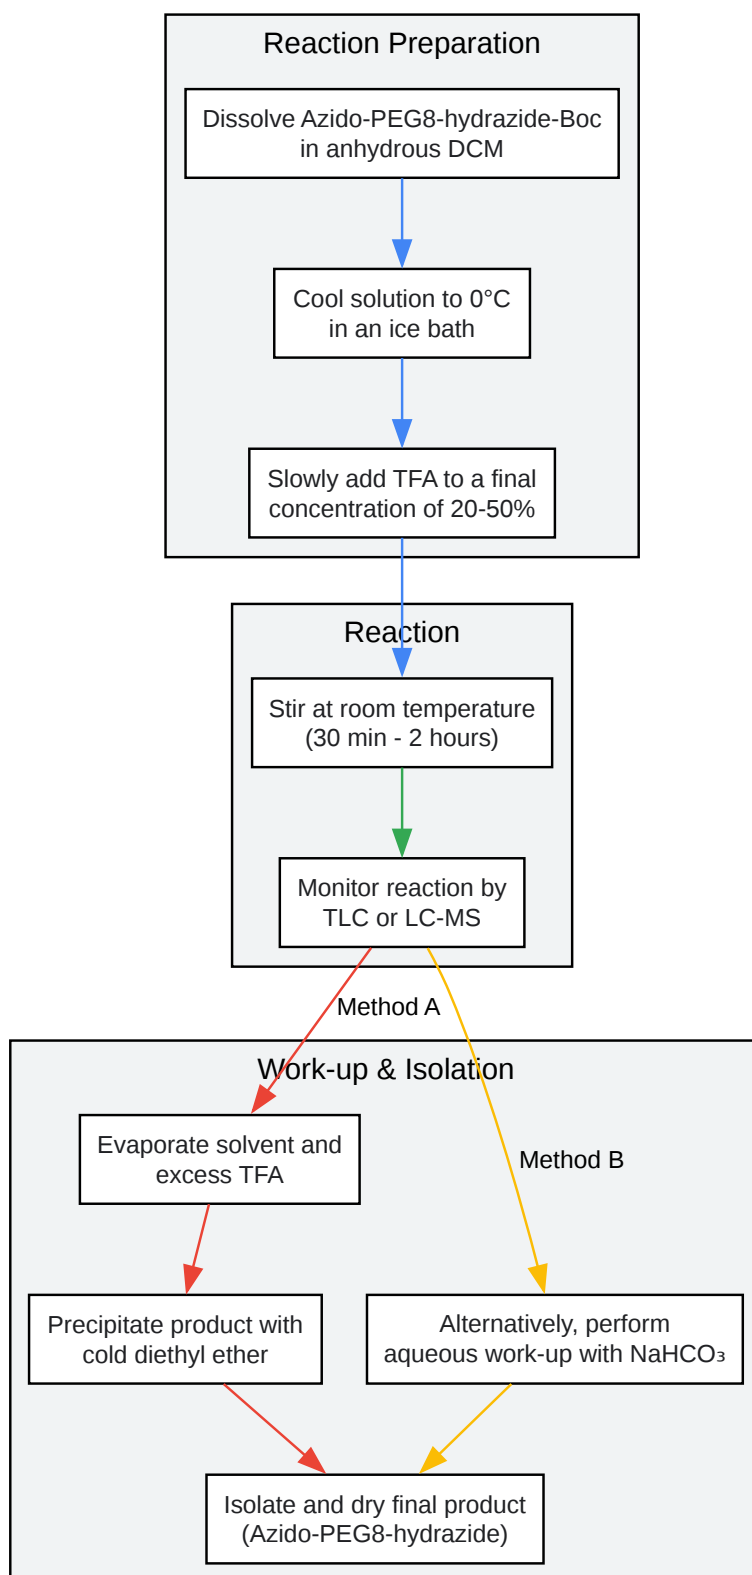 Reaction Preparation
Dissolve Azido-PEG8-hydrazide-Boc
in anhydrous DCM
Cool solution to 0°C
in an ice bath
Slowly add TFA to a final
concentration of 20-50%
Reaction
Stir at room temperature
(30 min - 2 hours)
Monitor reaction by
TLC or LC-MS
Method A
Work-up & Isolation
Evaporate solvent and
excess TFA
Method B
Precipitate product with
cold diethyl ether
Alternatively, perform
aqueous work-up with NaHCO₃
Isolate and dry final product
(Azido-PEG8-hydrazide)